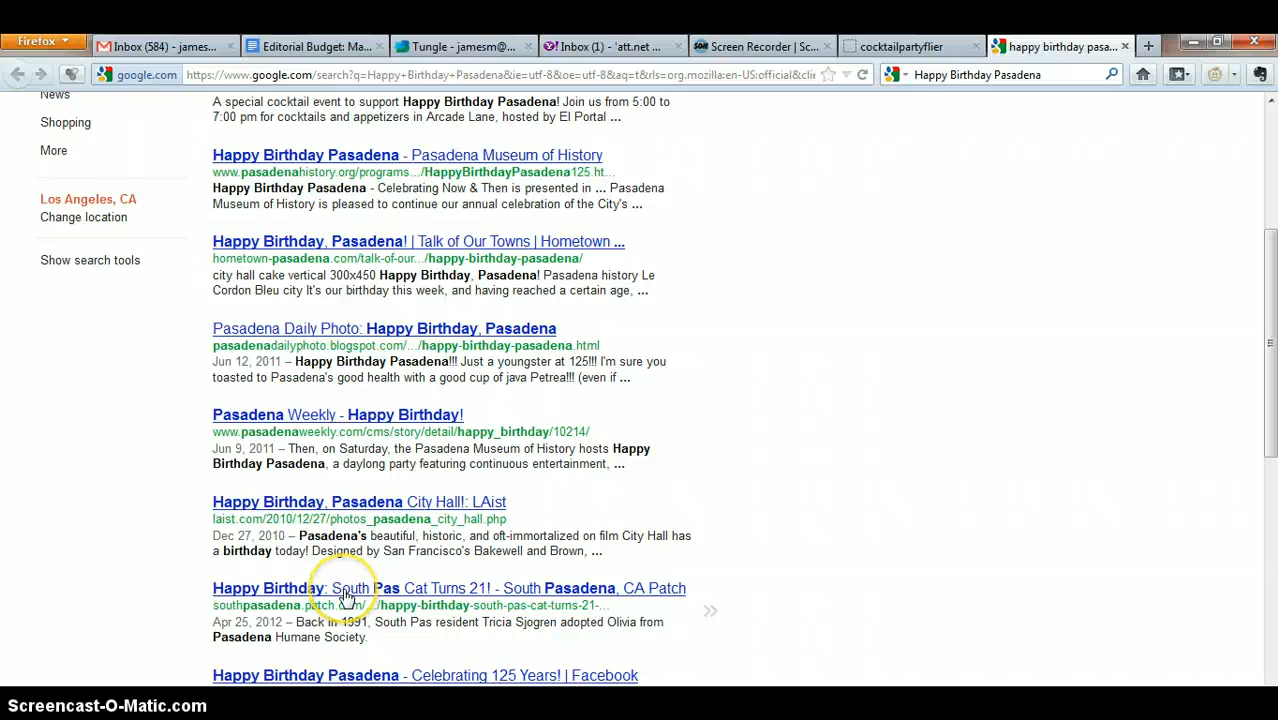 Firefox
Inbox (584) - jamesm...
Editorial Budget: Ma...
Tungle - jamesm@...
Inbox (1) - 'att.net ...
Screen Recorder | Sc...
cocktailpartyflier
happy birthday pasa...
google.com
https://www.google.com/search?q=Happy+Birthday+Pasadena&ie=utf-8&oe=utf-8&aq=t&rls=org.mozilla:en-US:official&clie
Happy Birthday Pasadena
News
Shopping
More
Los Angeles, CA
Change location
Show search tools
A special cocktail event to support Happy Birthday Pasadena! Join us from 5:00 to
7:00 pm for cocktails and appetizers in Arcade Lane, hosted by El Portal ...
Happy Birthday Pasadena - Pasadena Museum of History
www.pasadenahistory.org/programs.../HappyBirthdayPasadena125.ht...
Happy Birthday Pasadena - Celebrating Now & Then is presented in ... Pasadena
Museum of History is pleased to continue our annual celebration of the City's ...
Happy Birthday, Pasadena! | Talk of Our Towns | Hometown ...
hometown-pasadena.com/talk-of-our.../happy-birthday-pasadena/
city hall cake vertical 300x450 Happy Birthday, Pasadena! Pasadena history Le
Cordon Bleu city It's our birthday this week, and having reached a certain age, ...
Pasadena Daily Photo: Happy Birthday, Pasadena
pasadenadailyphoto.blogspot.com/.../happy-birthday-pasadena.html
Jun 12, 2011 – Happy Birthday Pasadena!!! Just a youngster at 125!!! I'm sure you
toasted to Pasadena's good health with a good cup of java Petrea!!! (even if ...
Pasadena Weekly - Happy Birthday!
www.pasadenaweekly.com/cms/story/detail/happy_birthday/10214/
Jun 9, 2011 – Then, on Saturday, the Pasadena Museum of History hosts Happy
Birthday Pasadena, a daylong party featuring continuous entertainment, ...
Happy Birthday, Pasadena City Hall!: LAist
laist.com/2010/12/27/photos_pasadena_city_hall.php
Dec 27, 2010 – Pasadena's beautiful, historic, and oft-immortalized on film City Hall has
a birthday today! Designed by San Francisco's Bakewell and Brown, ...
Happy Birthday: South Pas Cat Turns 21! - South Pasadena, CA Patch
southpasadena.patch.com/.../happy-birthday-south-pas-cat-turns-21-...
Apr 25, 2012 – Back in 1991, South Pas resident Tricia Sjogren adopted Olivia from
Pasadena Humane Society.
Happy Birthday Pasadena - Celebrating 125 Years! | Facebook
Screencast-O-Matic.com